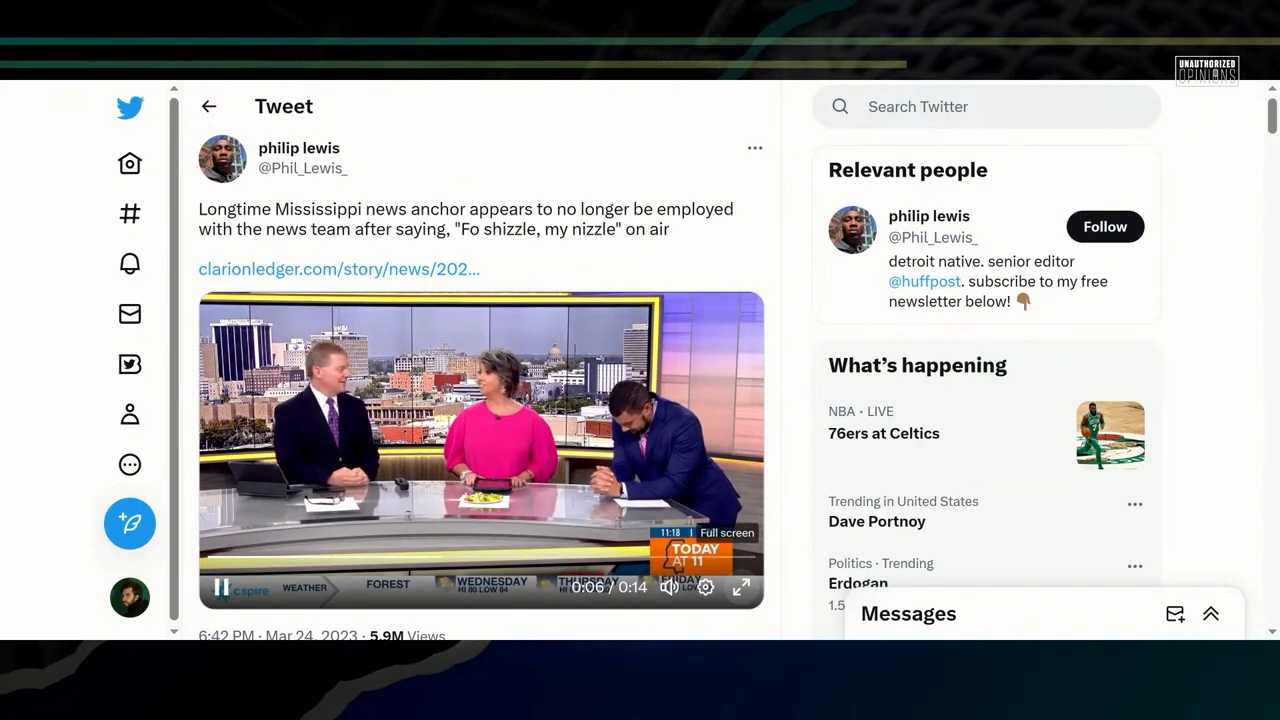 UNAUTHORIZED
OPINIONS
Tweet
Search Twitter
philip lewis
@Phil_Lewis_
Longtime Mississippi news anchor appears to no longer be employed
with the news team after saying, "Fo shizzle, my nizzle" on air
clarionledger.com/story/news/202...
11:18 | Full screen
TODAY
AT 11
0:06 / 0:14
c spire
WEATHER
FOREST
WEDNESDAY
HI 80 LOW 64
THURSDAY
FRIDAY
6:42 PM · Mar 24, 2023 · 5.9M Views
Relevant people
philip lewis
@Phil_Lewis_
Follow
detroit native. senior editor
@huffpost. subscribe to my free
newsletter below!
What's happening
NBA · LIVE
76ers at Celtics
Trending in United States
Dave Portnoy
Politics · Trending
Erdogan
1.5
Messages